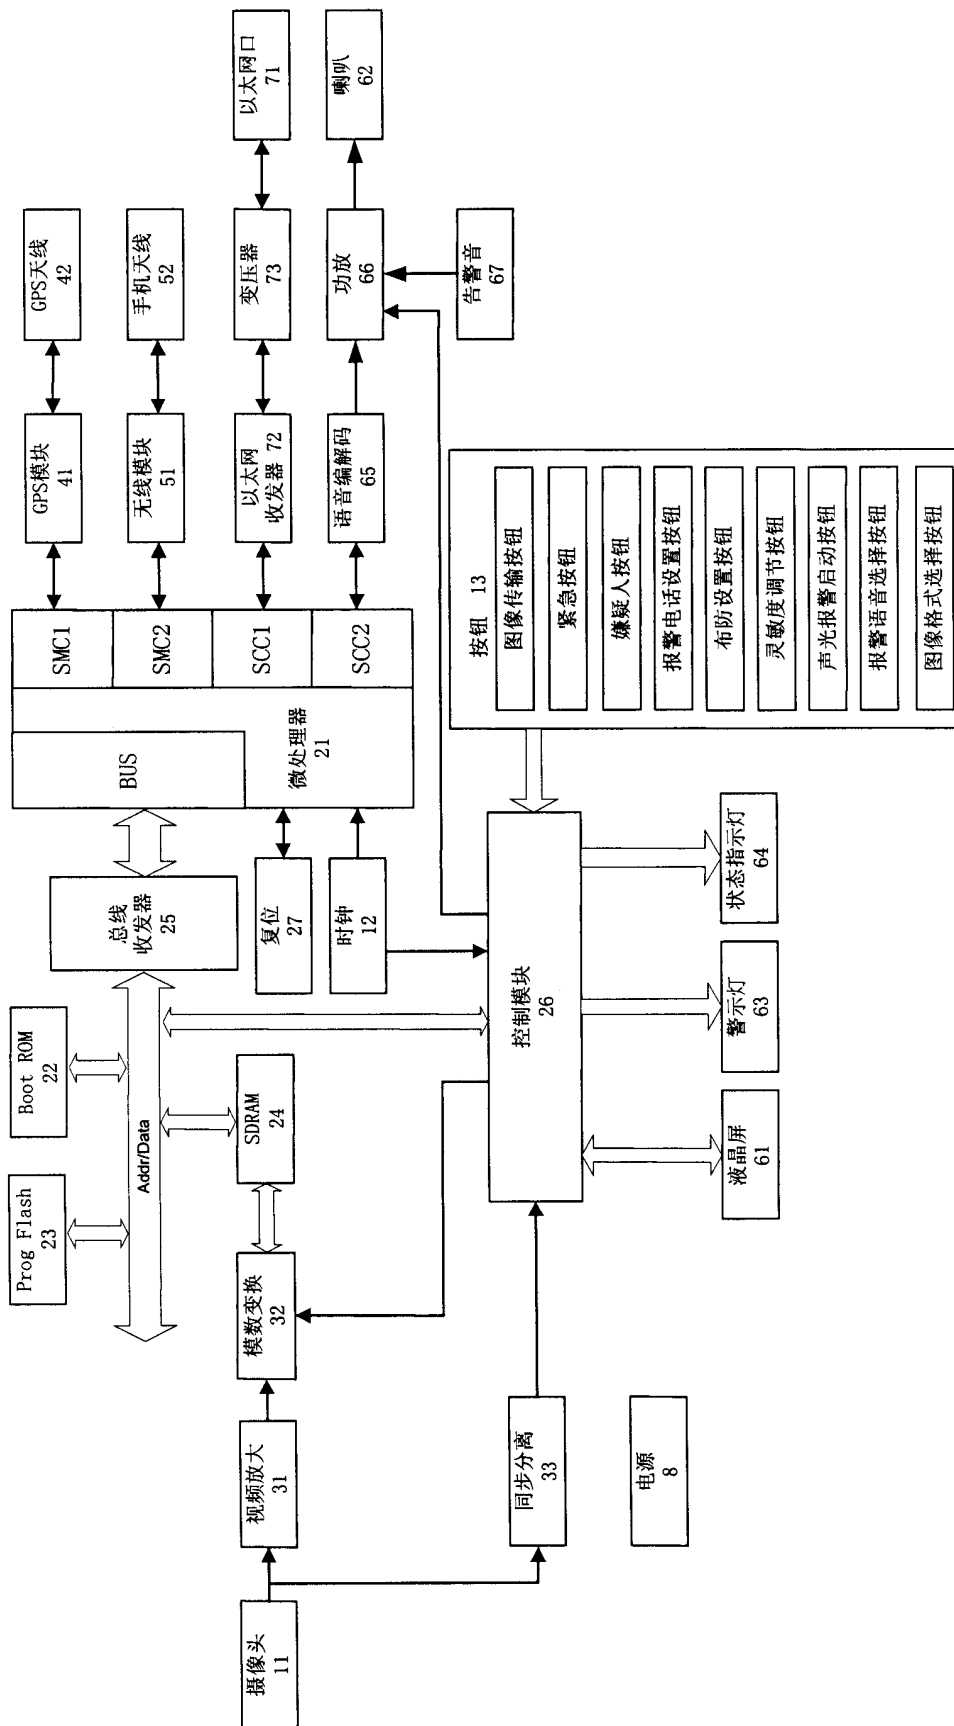 摄像头
11
视频放大
31
模数变换
32
同步分离
33
电源
8
Prog Flash
23
Boot ROM
22
Addr/Data
SDRAM
24
总线
收发器
25
复位
27
时钟
12
控制模块
26
液晶屏
61
警示灯
63
状态指示灯
64
BUS
微处理器
21
SMC1
SMC2
SCC1
SCC2
GPS模块
41
无线模块
51
以太网
收发器 72
语音编解码
65
GPS天线
42
手机天线
52
变压器
73
功放
66
告警音
67
以太网口
71
喇叭
62
按钮 13
图像传输按钮
紧急按钮
嫌疑人按钮
报警电话设置按钮
布防设置按钮
灵敏度调节按钮
声光报警启动按钮
报警语音选择按钮
图像格式选择按钮